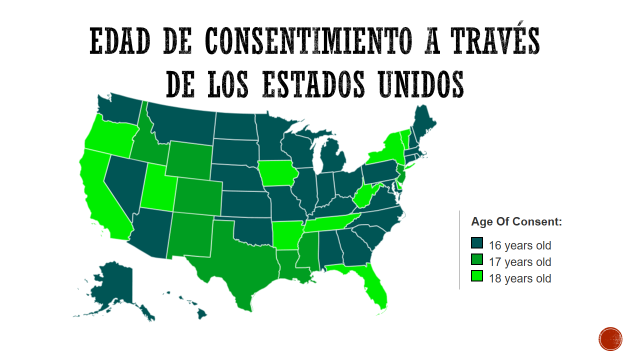 EDAD DE CONSENTIMIENTO A TRAVÉS
DE LOS ESTADOS UNIDOS
Age Of Consent:
16 years old
17 years old
18 years old